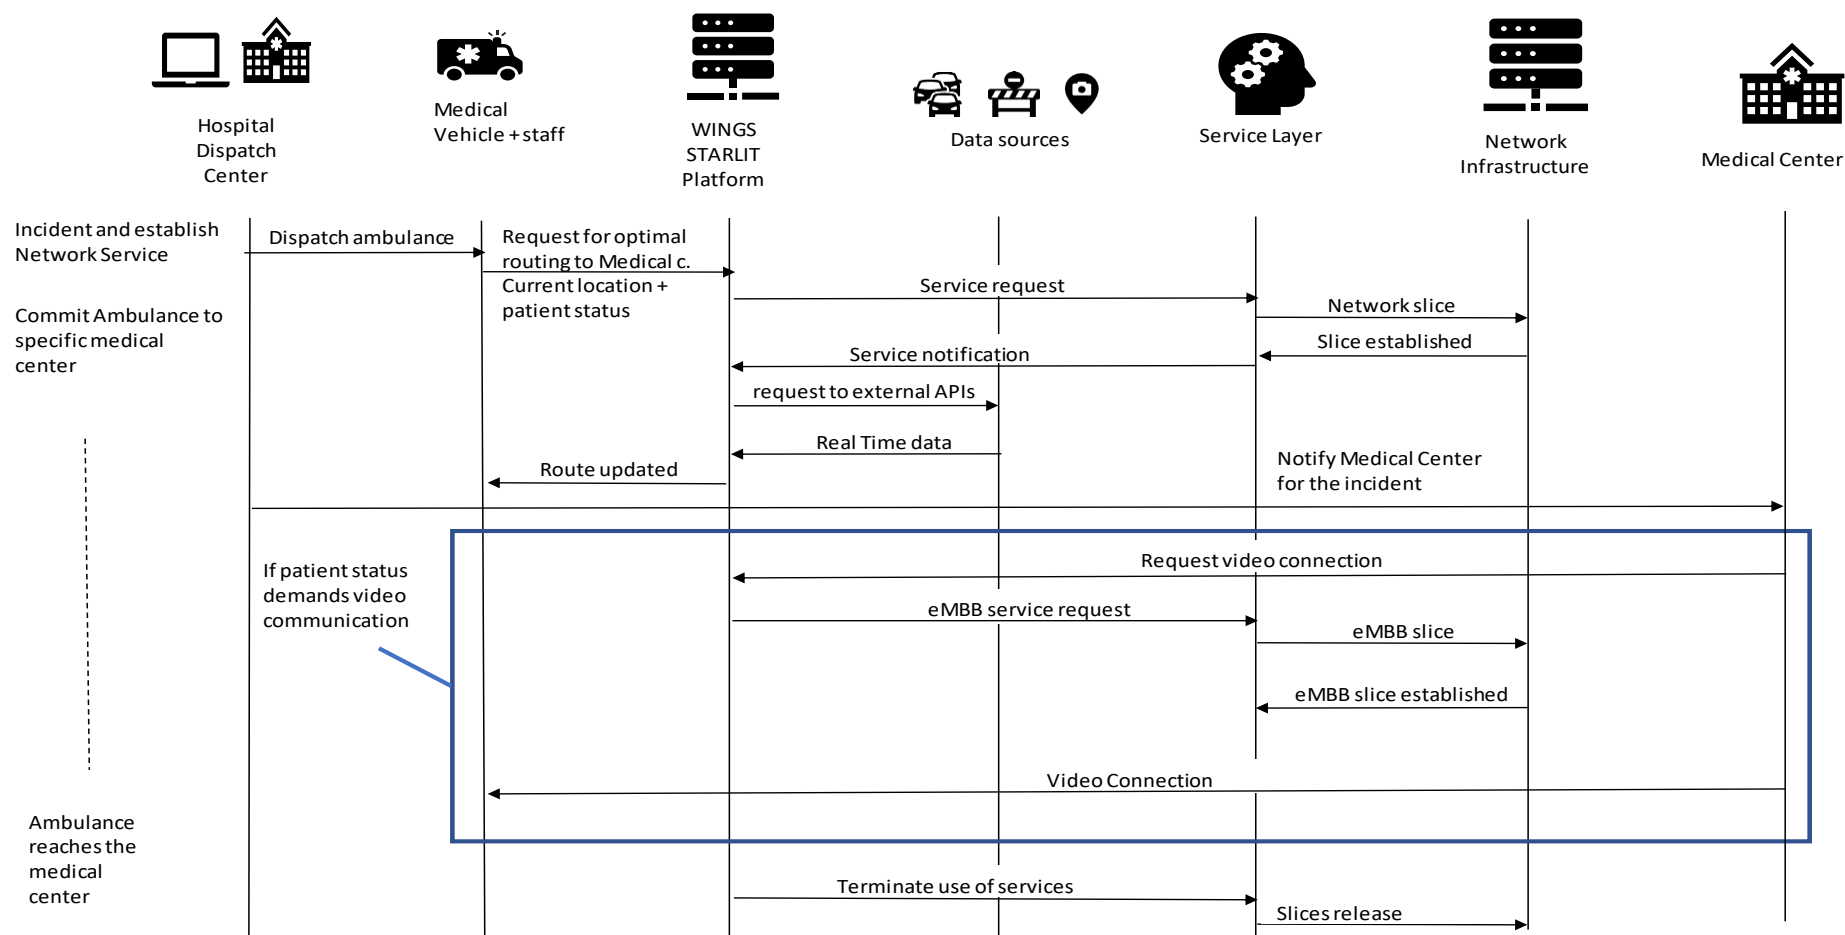 Hospital
Dispatch
Center
Medical
Vehicle + staff
WINGS
STARLIT
Platform
Data sources
Service Layer
Network
Infrastructure
Medical Center
Incident and establish
Network Service
Dispatch ambulance
Request for optimal
routing to Medical c.
Current location +
patient status
Service request
Network slice
Commit Ambulance to
specific medical
center
Slice established
Service notification
request to external APIs
Real Time data
Route updated
Notify Medical Center
for the incident
If patient status
demands video
communication
Request video connection
eMBB service request
eMBB slice
eMBB slice established
Video Connection
Ambulance
reaches the
medical
center
Terminate use of services
Slices release